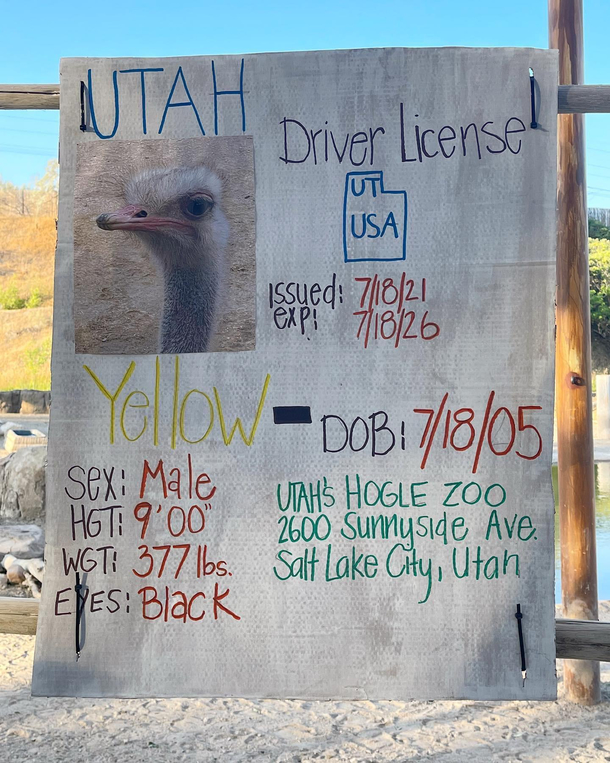 UTAH
Driver License
UT
USA
Issued: 7/18/21
exp: 7/18/26
Yellow - DOB: 7/18/05
Sex: Male
HGT: 9'00"
WGT: 377 lbs.
EYES: Black
UTAH'S HOGLE ZOO
2600 Sunnyside Ave.
Salt Lake City, Utah